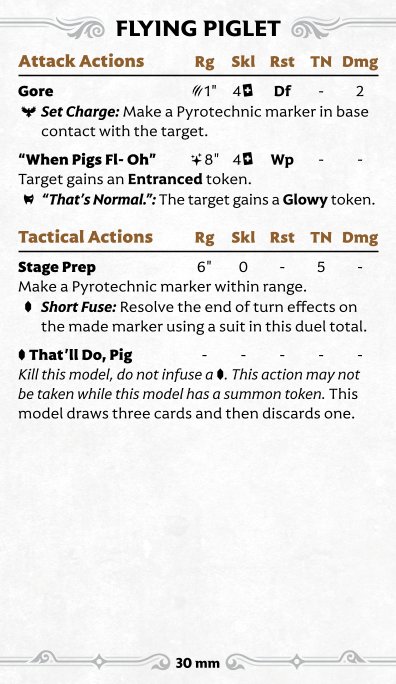 FLYING PIGLET
Attack Actions Rg Skl Rst TN Dmg
Gore 1" 4 Df - 2
Set Charge: Make a Pyrotechnic marker in base
contact with the target.
“When Pigs Fl- Oh” 8" 4 Wp - -
Target gains an Entranced token.
“That’s Normal.”: The target gains a Glowy token.
Tactical Actions Rg Skl Rst TN Dmg
Stage Prep 6" 0 - 5 -
Make a Pyrotechnic marker within range.
Short Fuse: Resolve the end of turn effects on
the made marker using a suit in this duel total.
That’ll Do, Pig - - - - -
Kill this model, do not infuse a . This action may not
be taken while this model has a summon token. This
model draws three cards and then discards one.
30 mm